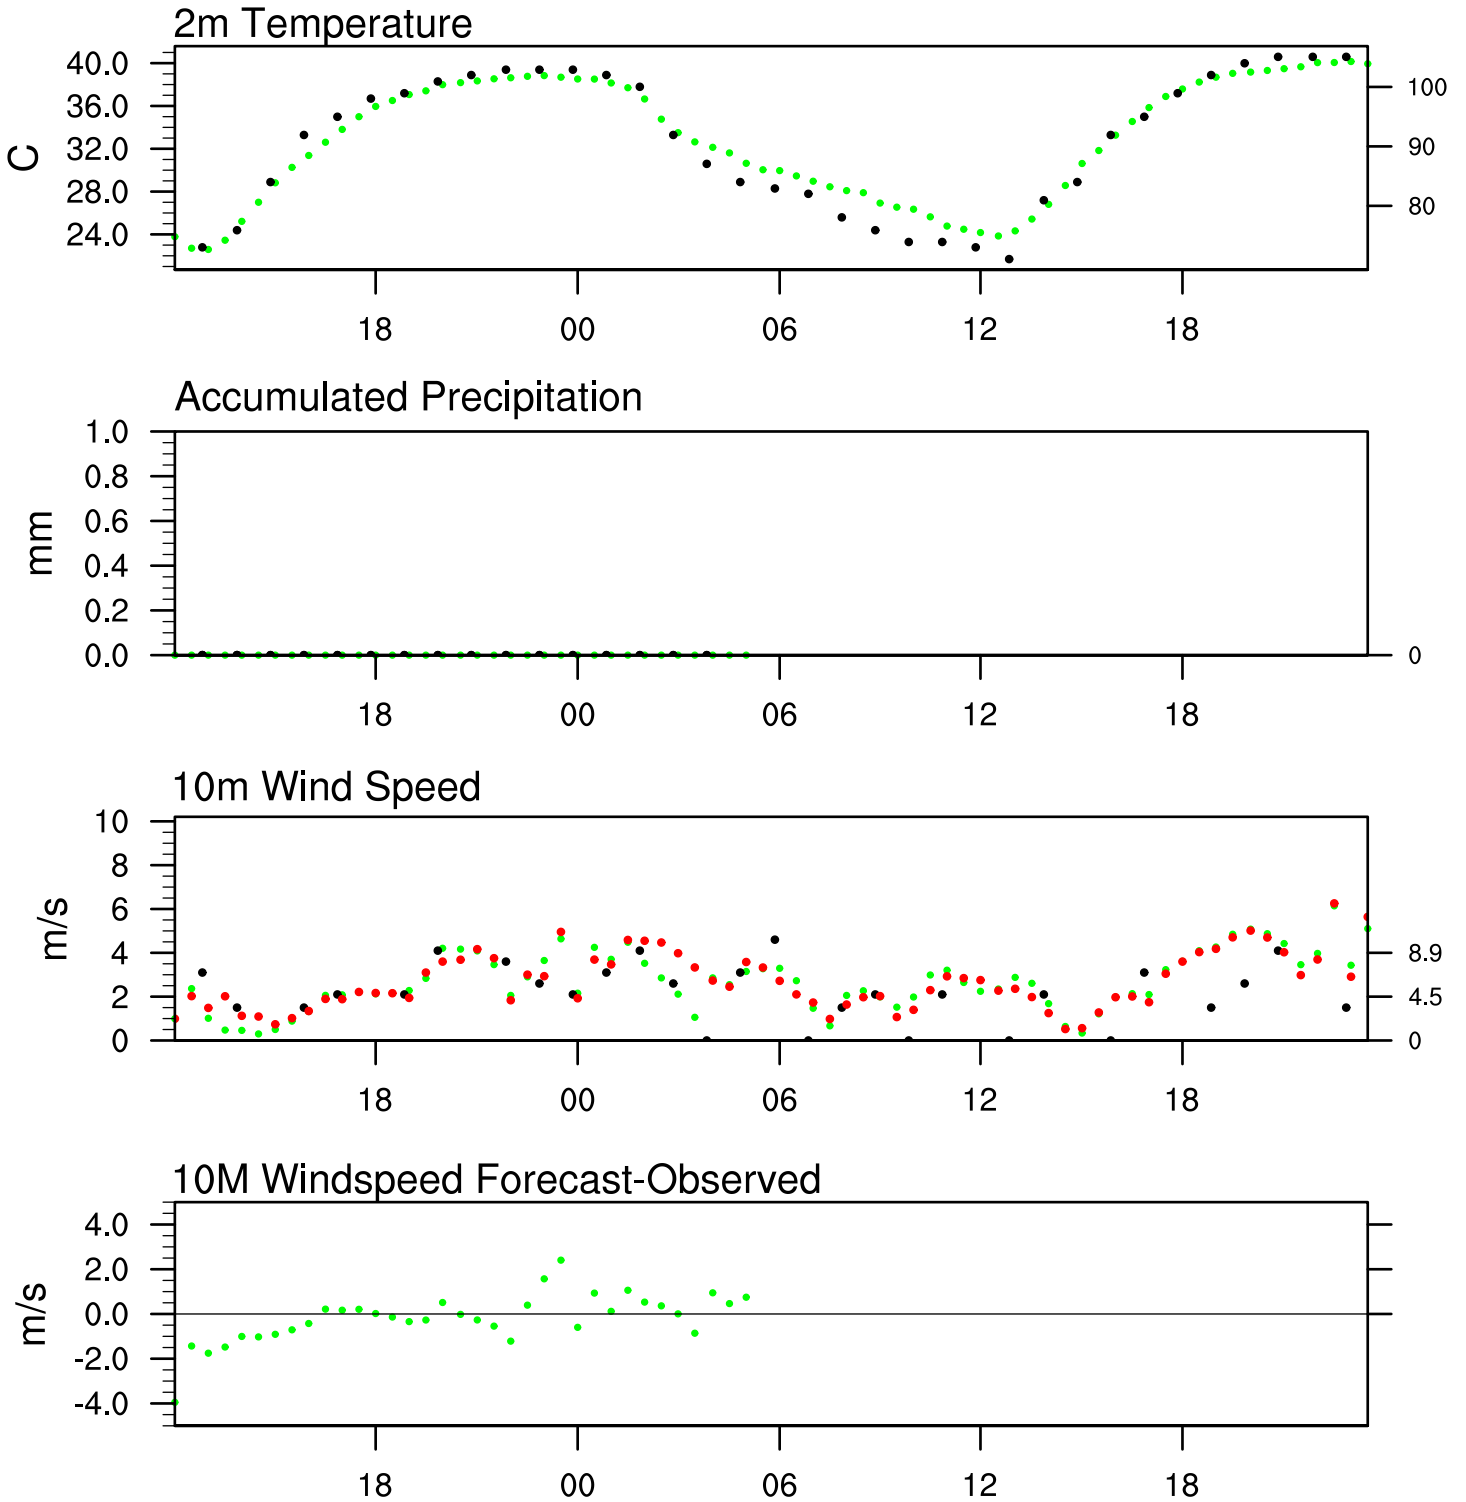 2m Temperature
40.0
36.0
32.0
28.0
24.0
C
100
90
80
18 00 06 12 18
Accumulated Precipitation
1.0
0.8
0.6
0.4
0.2
0.0
mm
0
18 00 06 12 18
10m Wind Speed
10
8
6
4
2
0
m/s
8.9
4.5
0
18 00 06 12 18
10M Windspeed Forecast-Observed
4.0
2.0
0.0
-2.0
-4.0
m/s
18 00 06 12 18